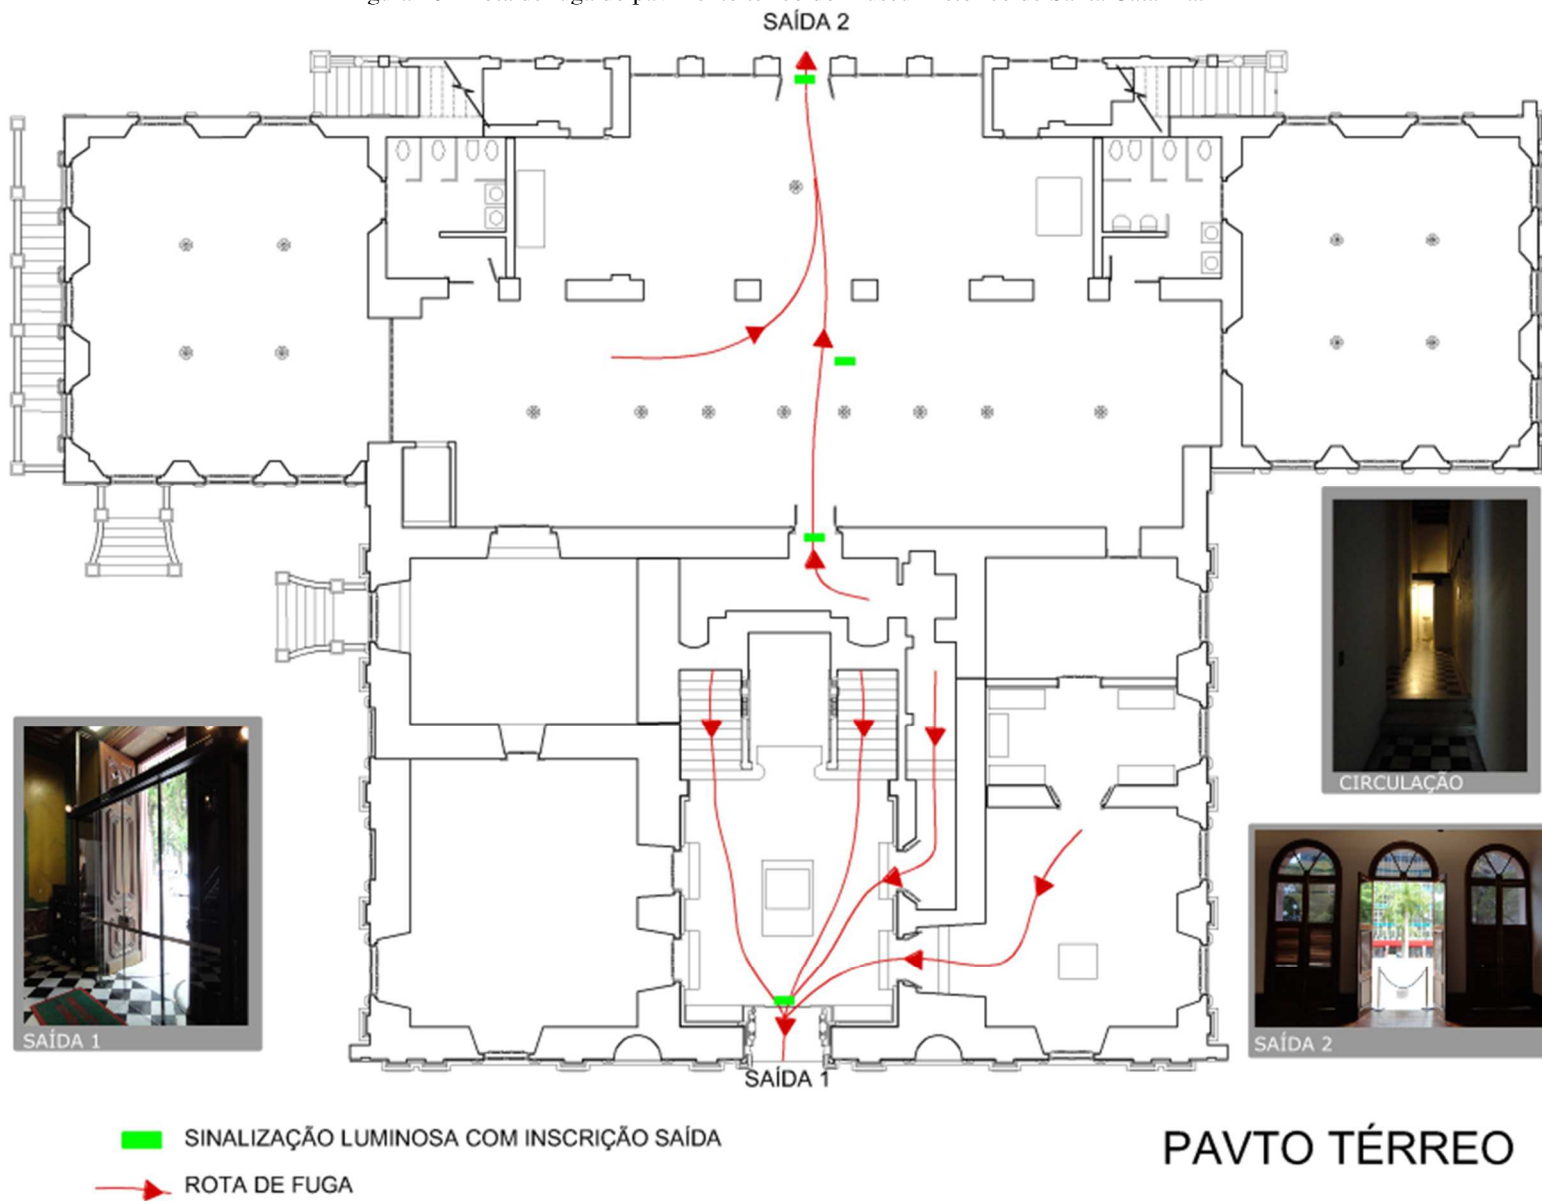 SAÍDA 2
CIRCULAÇÃO
SAÍDA 1
SAÍDA 2
SAÍDA 1
SINALIZAÇÃO LUMINOSA COM INSCRIÇÃO SAÍDA
PAVTO TÉRREO
ROTA DE FUGA